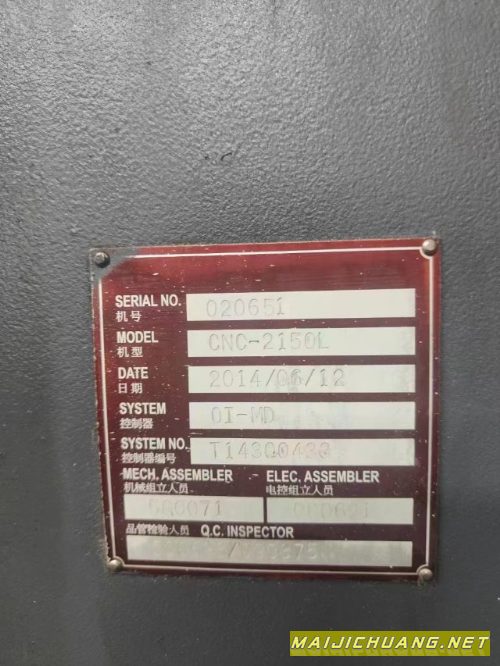 SERIAL NO. 020651
机号
MODEL CNC-2150L
机型
DATE 2014/06/12
日期
SYSTEM OI-MD
控制器
SYSTEM NO.
控制器编号
MECH. ASSEMBLER ELEC. ASSEMBLER
机械组立人员 电控组立人员
品管检验人员 Q.C. INSPECTOR
MAIJICHUANG.NET